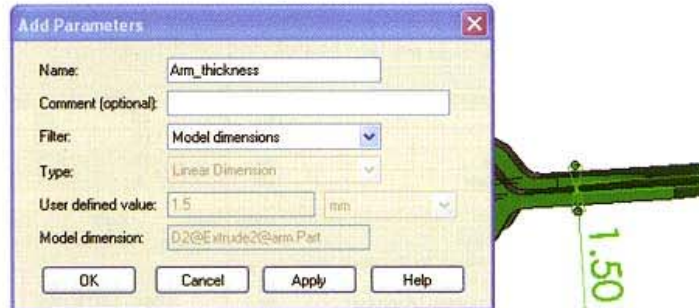 Add Parameters
Name: Arm_thickness
Comment (optional):
Filter: Model dimensions
Type: Linear Dimension
User defined value: 1.5 mm
Model dimension: D2@Extrude2@arm.Part
OK Cancel Apply Help
1.50